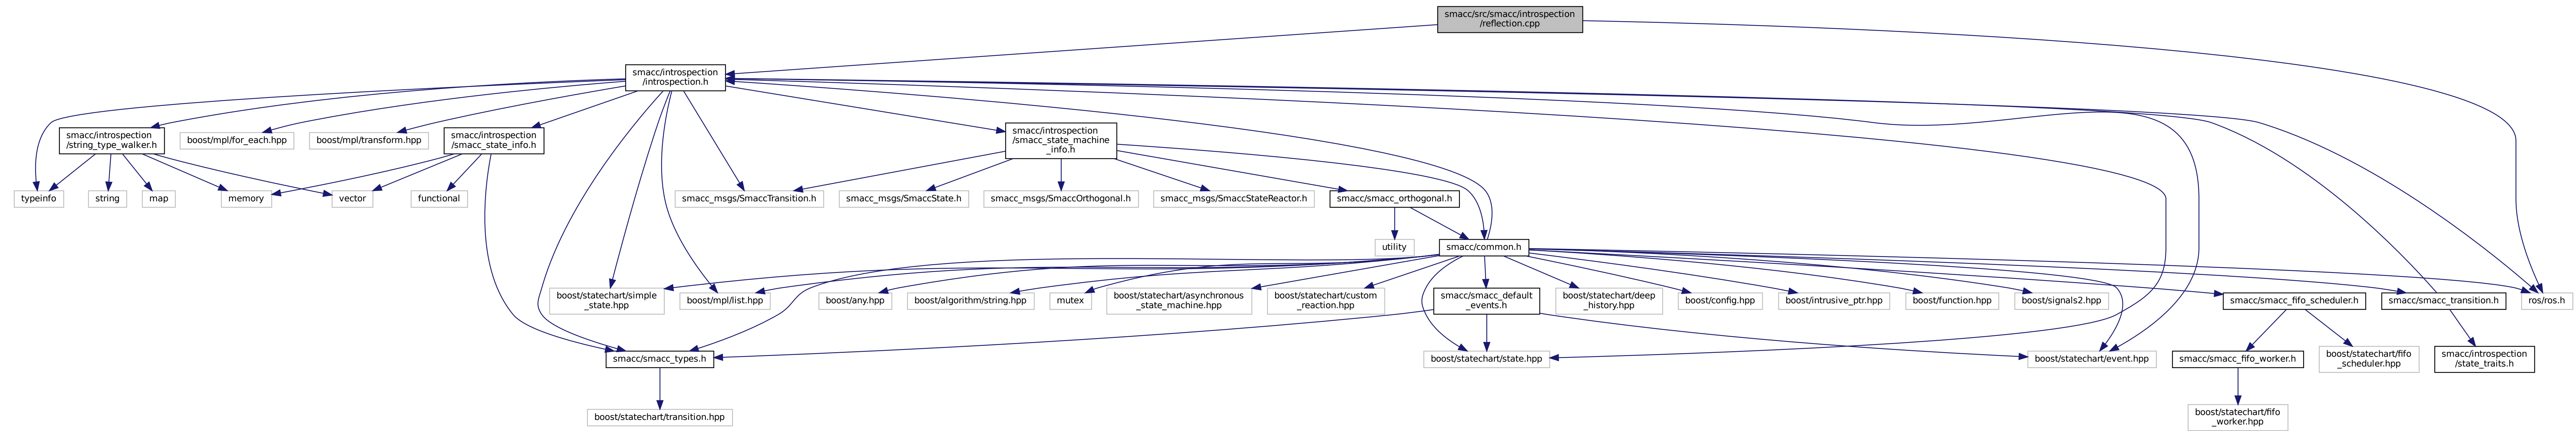 smacc/src/smacc/introspection
/reflection.cpp
smacc/introspection
/introspection.h
smacc/introspection
/string_type_walker.h
boost/mpl/for_each.hpp
boost/mpl/transform.hpp
smacc/introspection
/smacc_state_info.h
smacc/introspection
/smacc_state_machine
_info.h
typeinfo
string
map
memory
vector
functional
smacc_msgs/SmaccTransition.h
smacc_msgs/SmaccState.h
smacc_msgs/SmaccOrthogonal.h
smacc_msgs/SmaccStateReactor.h
smacc/smacc_orthogonal.h
utility
smacc/common.h
boost/statechart/simple
_state.hpp
boost/mpl/list.hpp
boost/any.hpp
boost/algorithm/string.hpp
mutex
boost/statechart/asynchronous
_state_machine.hpp
boost/statechart/custom
_reaction.hpp
smacc/smacc_default
_events.h
boost/statechart/deep
_history.hpp
boost/config.hpp
boost/intrusive_ptr.hpp
boost/function.hpp
boost/signals2.hpp
smacc/smacc_fifo_scheduler.h
smacc/smacc_transition.h
ros/ros.h
smacc/smacc_types.h
boost/statechart/state.hpp
boost/statechart/event.hpp
smacc/smacc_fifo_worker.h
boost/statechart/fifo
_scheduler.hpp
smacc/introspection
/state_traits.h
boost/statechart/transition.hpp
boost/statechart/fifo
_worker.hpp